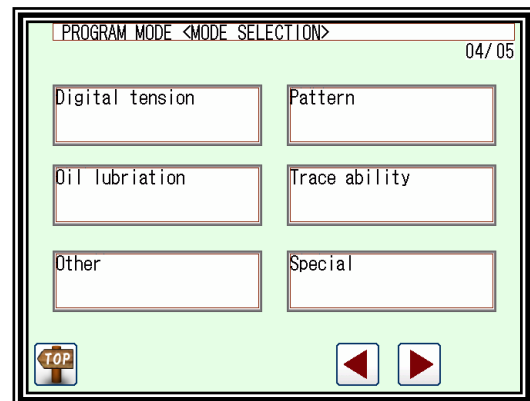 PROGRAM MODE <MODE SELECTION>
04/05
Digital tension
Pattern
Oil lubriation
Trace ability
Other
Special
TOP